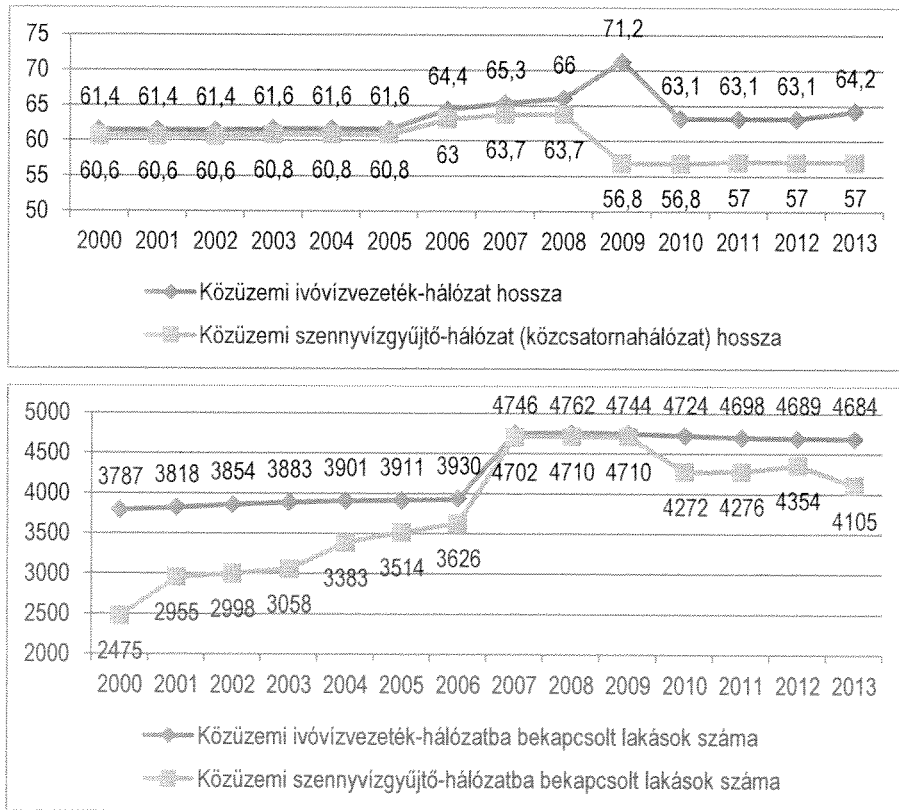 75
70
65
60
55
50
71,2
64,4 65,3 66
61,4 61,4 61,4 61,6 61,6 61,6 63,1 63,1 63,1 64,2
60,6 60,6 60,6 60,8 60,8 60,8 63 63,7 63,7
56,8 56,8 57 57 57
2000 2001 2002 2003 2004 2005 2006 2007 2008 2009 2010 2011 2012 2013
Közüzemi ivóvízvezeték-hálózat hossza
Közüzemi szennyvízgyűjtő-hálózat (közcsatornahálózat) hossza
5000
4500
4000
3500
3000
2500
2000
4746 4762 4744 4724 4698 4689 4684
3787 3818 3854 3883 3901 3911 3930
4702 4710 4710 4272 4276 4354 4105
2475 2955 2998 3058 3383 3514 3626
2000 2001 2002 2003 2004 2005 2006 2007 2008 2009 2010 2011 2012 2013
Közüzemi ivóvízvezeték-hálózatba bekapcsolt lakások száma
Közüzemi szennyvízgyűjtő-hálózatba bekapcsolt lakások száma